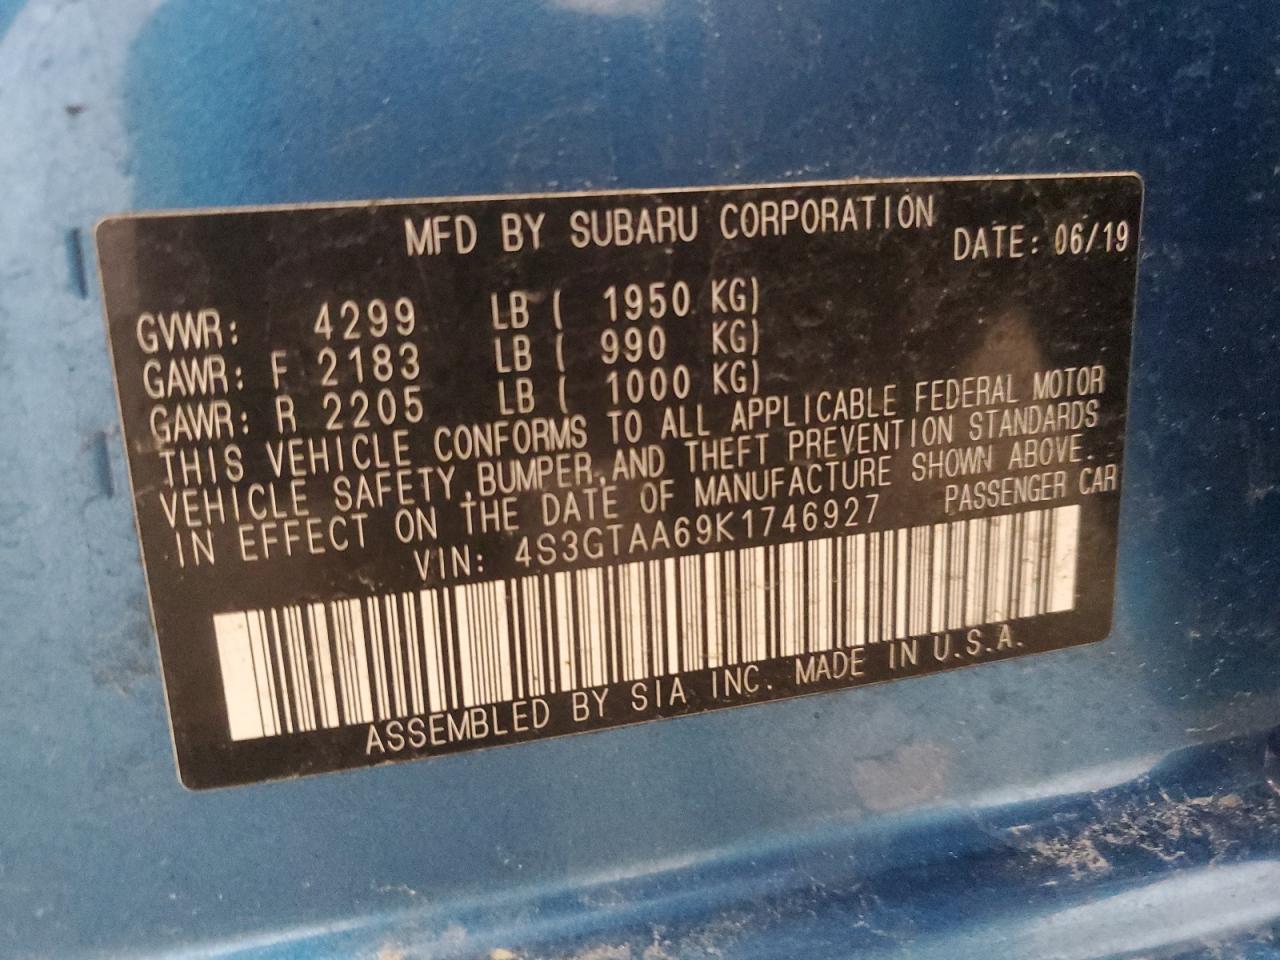 MFD BY SUBARU CORPORATION
DATE: 06/19
GVWR: 4299 LB ( 1950 KG)
GAWR: F 2183 LB ( 990 KG)
GAWR: R 2205 LB ( 1000 KG)
THIS VEHICLE CONFORMS TO ALL APPLICABLE FEDERAL MOTOR
VEHICLE SAFETY,BUMPER,AND THEFT PREVENTION STANDARDS
IN EFFECT ON THE DATE OF MANUFACTURE SHOWN ABOVE.
VIN: 4S3GTAA69K1746927 PASSENGER CAR
ASSEMBLED BY SIA INC. MADE IN U.S.A.